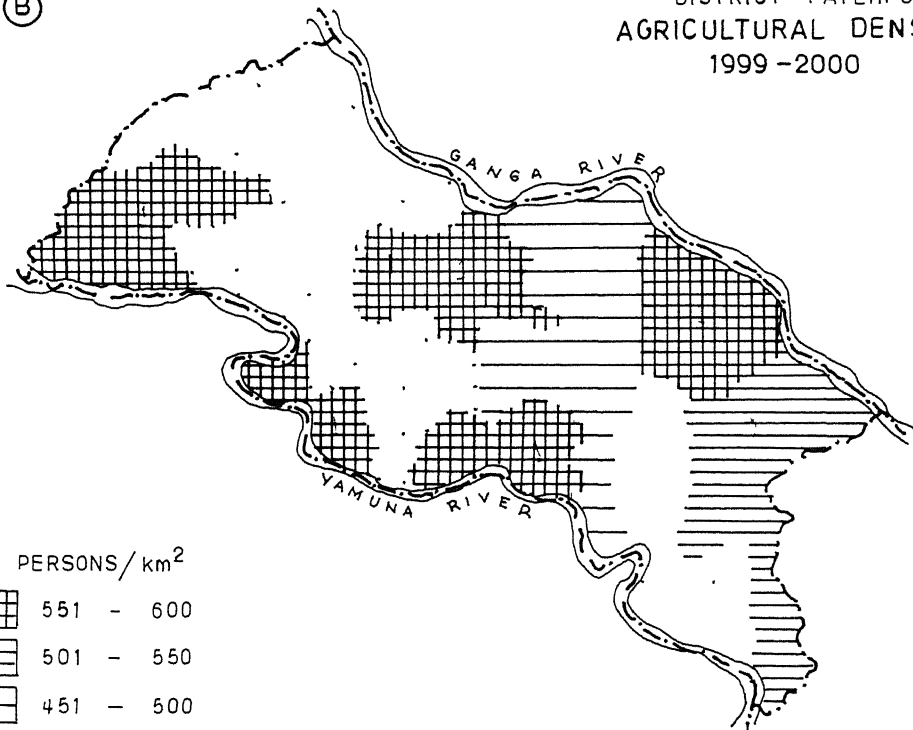 B
AGRICULTURAL
1999-2000
GANGA RIVER
YAMUNA RIVER
PERSONS/km²
551 - 600
501 - 550
451 - 500